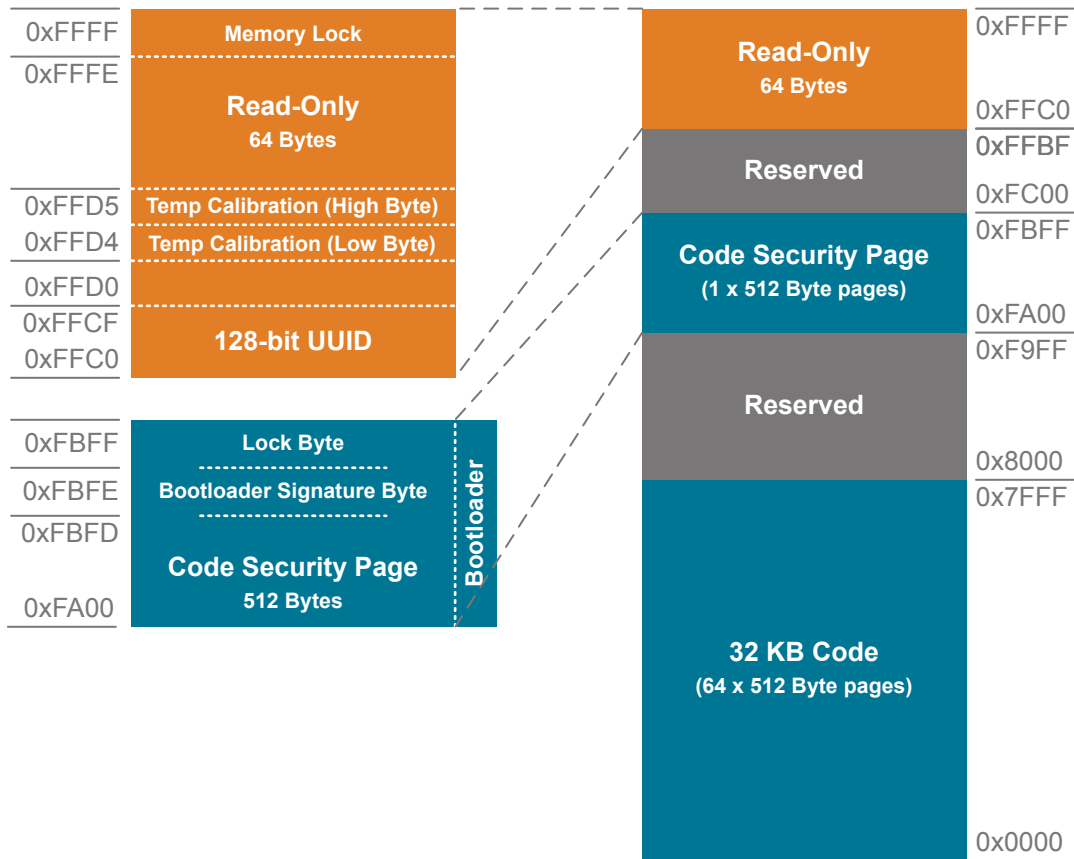 0xFFFF
Memory Lock
0xFFFE
Read-Only
64 Bytes
0xFFD5
Temp Calibration (High Byte)
0xFFD4
Temp Calibration (Low Byte)
0xFFD0
0xFFCF
128-bit UUID
0xFFC0
0xFBFF
Lock Byte
0xFBFE
Bootloader Signature Byte
0xFBFD
Code Security Page
512 Bytes
0xFA00
Bootloader
0xFFFF
Read-Only
64 Bytes
0xFFC0
0xFFBF
Reserved
0xFC00
0xFBFF
Code Security Page
(1 x 512 Byte pages)
0xFA00
0xF9FF
Reserved
0x8000
0x7FFF
32 KB Code
(64 x 512 Byte pages)
0x0000